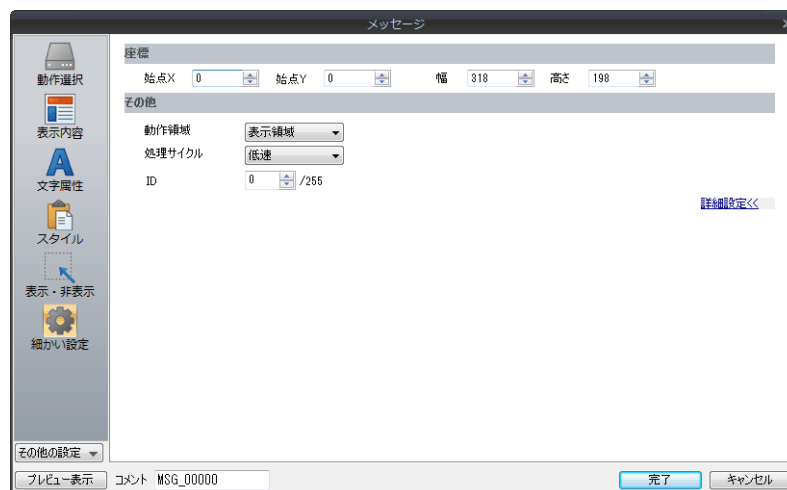 メッセージ
動作選択
表示内容
文字属性
スタイル
表示・非表示
細かい設定
その他の設定
座標
始点X 0 始点Y 0 幅 318 高さ 198
その他
動作領域 表示領域
処理サイクル 低速
ID 0 /255
詳細設定<<
プレビュー表示 コメント MSG_00000 完了 キャンセル